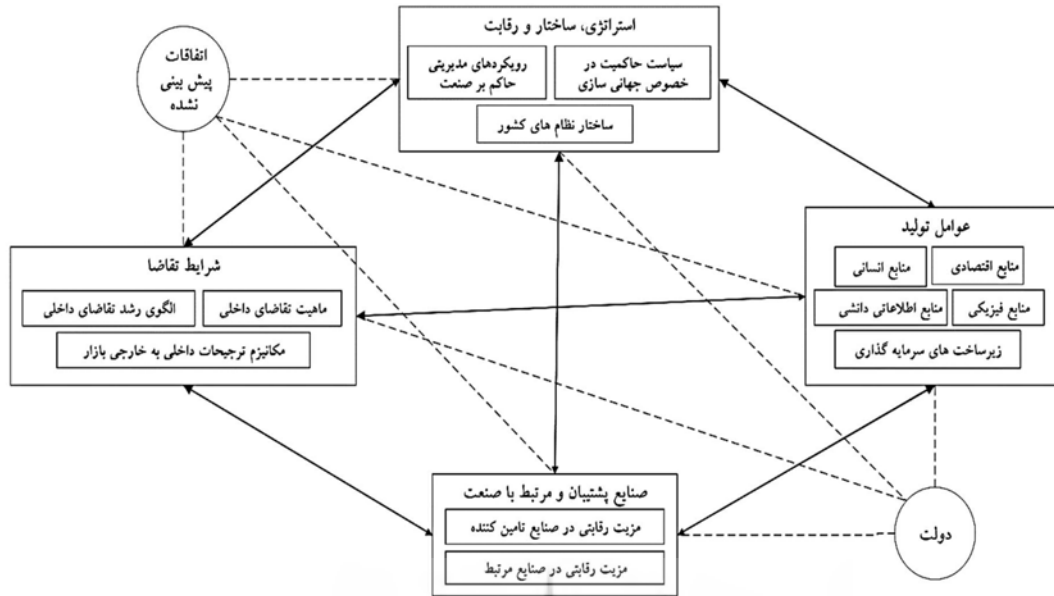 استراتژی، ساختار و رقابت
رویکردهای مدیریتی
حاکم بر صنعت
سیاست حاکمیت در
خصوص جهانی سازی
ساختار نظام های کشور
اتفاقات
پیش بینی
نشده
عوامل تولید
منابع اقتصادی
منابع انسانی
منابع فیزیکی
منابع اطلاعاتی دانشی
زیرساخت های سرمایه گذاری
شرایط تقاضا
ماهیت تقاضای داخلی
الگوی رشد تقاضای داخلی
مکانیزم ترجیحات داخلی به خارجی بازار
صنایع پشتیبان و مرتبط با صنعت
مزیت رقابتی در صنایع تامین کننده
مزیت رقابتی در صنایع مرتبط
دولت